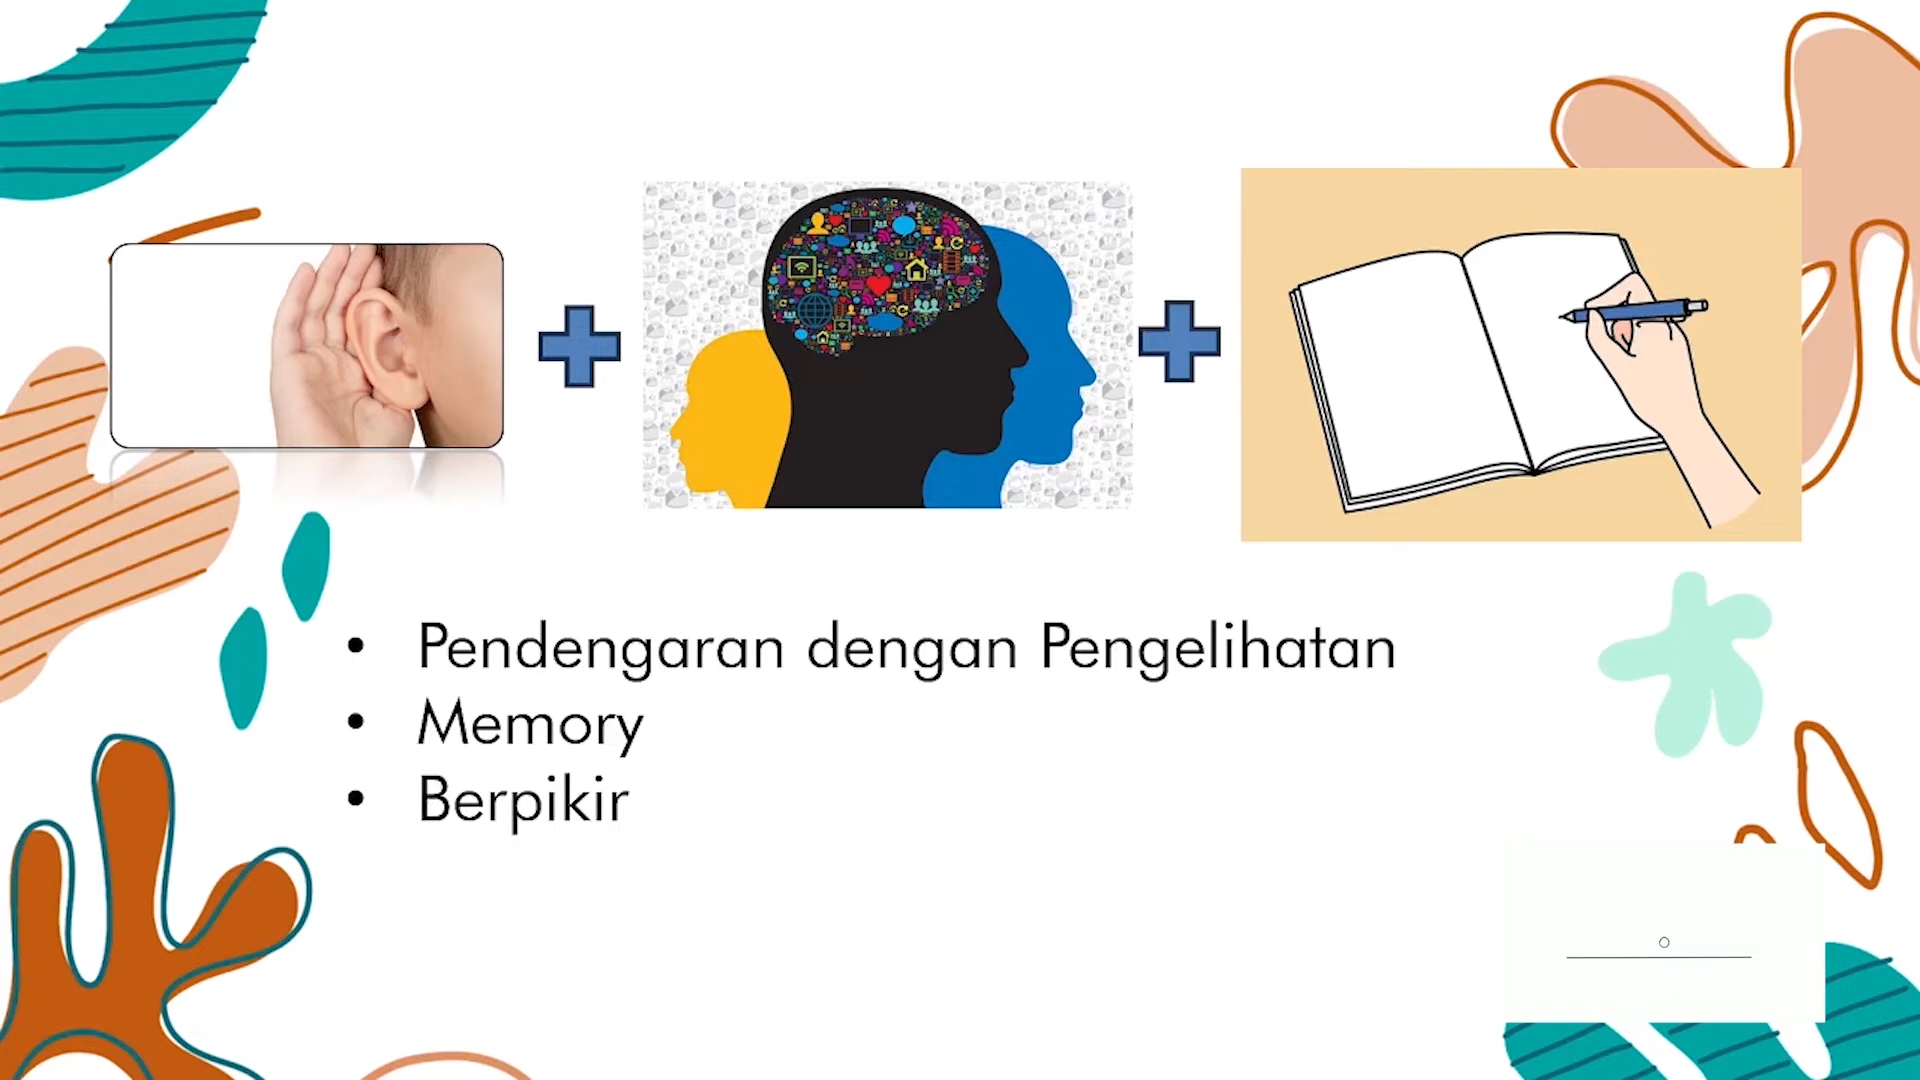 • Pendengaran dengan Pengelihatan
• Memory
• Berpikir